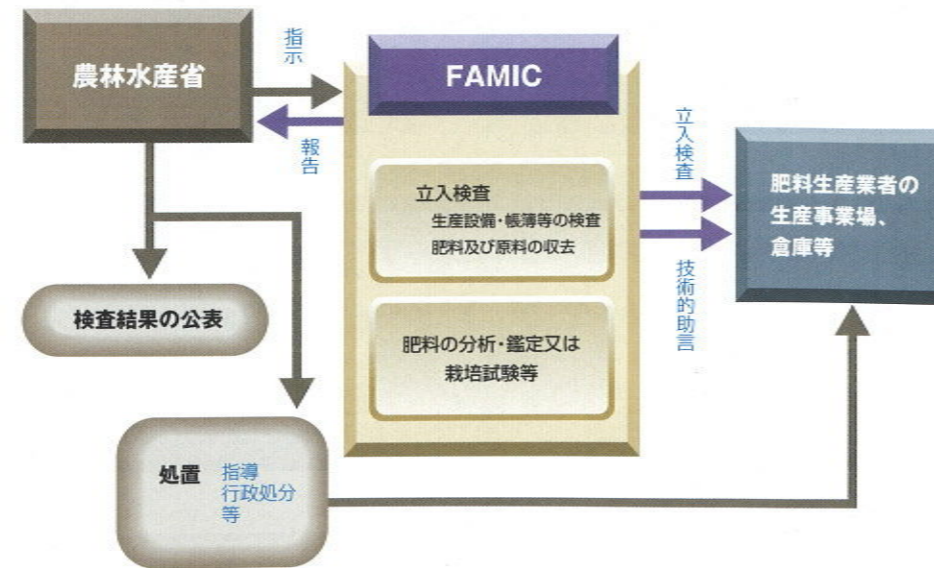 農林水産省
指示
報告
FAMIC
立入検査
生産設備・帳簿等の検査
肥料及び原料の収去
肥料の分析・鑑定又は
栽培試験等
立入検査
技術的助言
肥料生産業者の
生産事業場、
倉庫等
検査結果の公表
処置
指導
行政処分
等